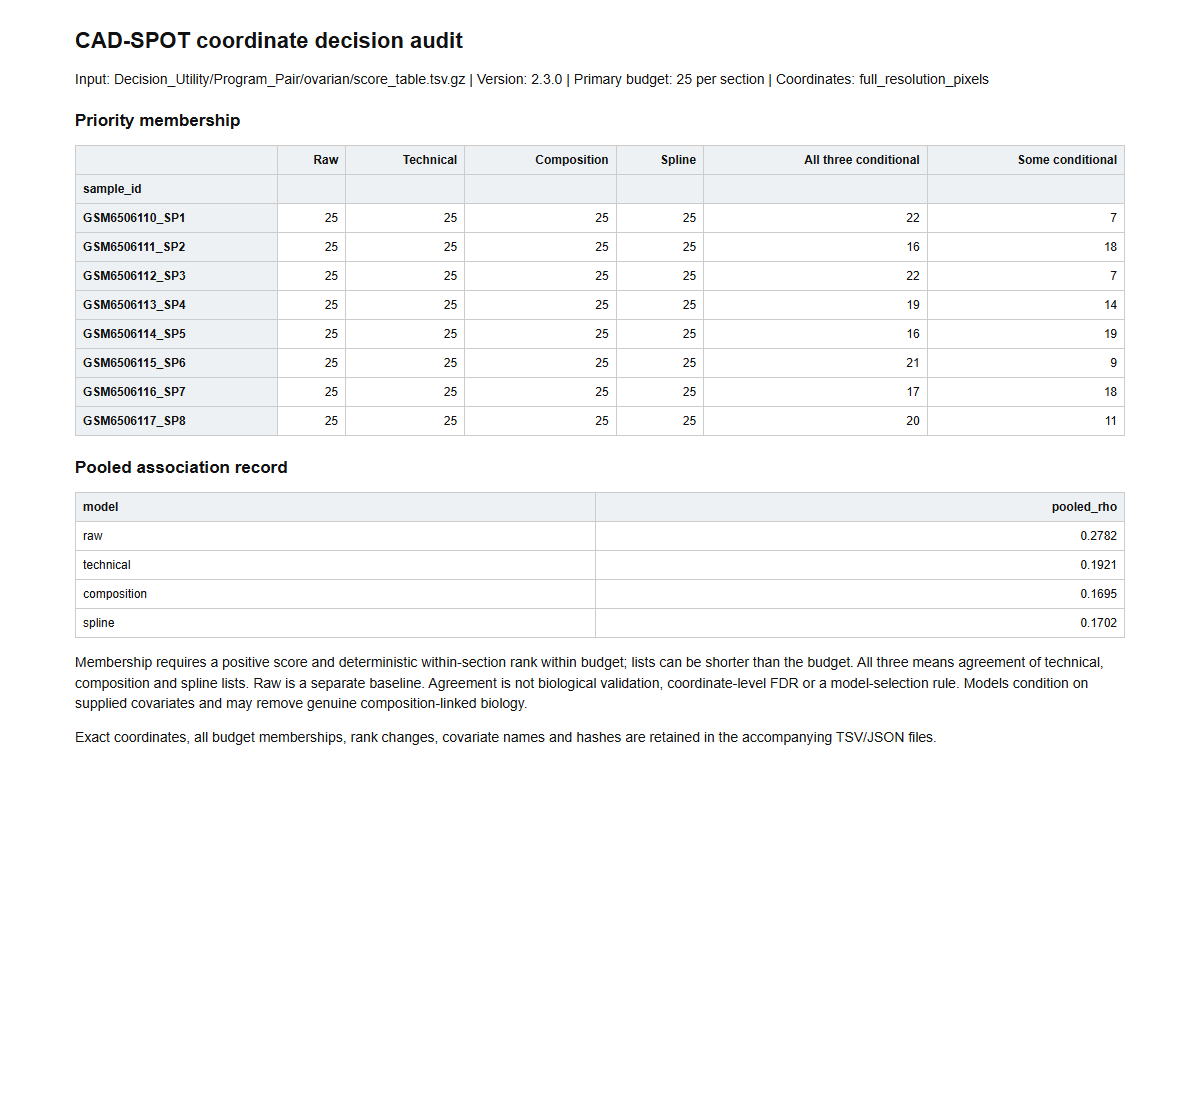 CAD-SPOT coordinate decision audit
Input: Decision_Utility/Program_Pair/ovarian/score_table.tsv.gz | Version: 2.3.0 | Primary budget: 25 per section | Coordinates: full_resolution_pixels
Priority membership
Raw Technical Composition Spline All three conditional Some conditional
sample_id
GSM6506110_SP1 25 25 25 25 22 7
GSM6506111_SP2 25 25 25 25 16 18
GSM6506112_SP3 25 25 25 25 22 7
GSM6506113_SP4 25 25 25 25 19 14
GSM6506114_SP5 25 25 25 25 16 19
GSM6506115_SP6 25 25 25 25 21 9
GSM6506116_SP7 25 25 25 25 17 18
GSM6506117_SP8 25 25 25 25 20 11
Pooled association record
model pooled_rho
raw 0.2782
technical 0.1921
composition 0.1695
spline 0.1702
Membership requires a positive score and deterministic within-section rank within budget; lists can be shorter than the budget. All three means agreement of technical,
composition and spline lists. Raw is a separate baseline. Agreement is not biological validation, coordinate-level FDR or a model-selection rule. Models condition on
supplied covariates and may remove genuine composition-linked biology.
Exact coordinates, all budget memberships, rank changes, covariate names and hashes are retained in the accompanying TSV/JSON files.